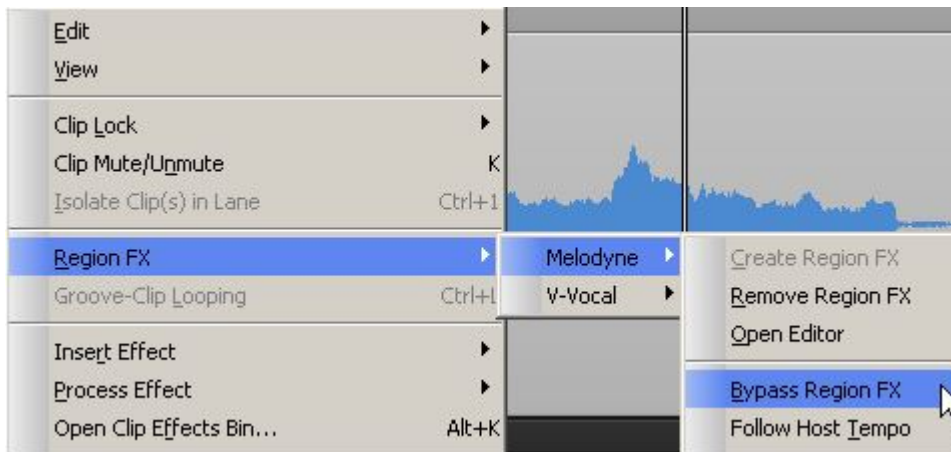 Edit
View
Clip Lock
Clip Mute/Unmute K
Isolate Clip(s) in Lane Ctrl+1
Region FX
Groove-Clip Looping Ctrl+L
Insert Effect
Process Effect
Open Clip Effects Bin... Alt+K
Melodyne
V-Vocal
Create Region FX
Remove Region FX
Open Editor
Bypass Region FX
Follow Host Tempo